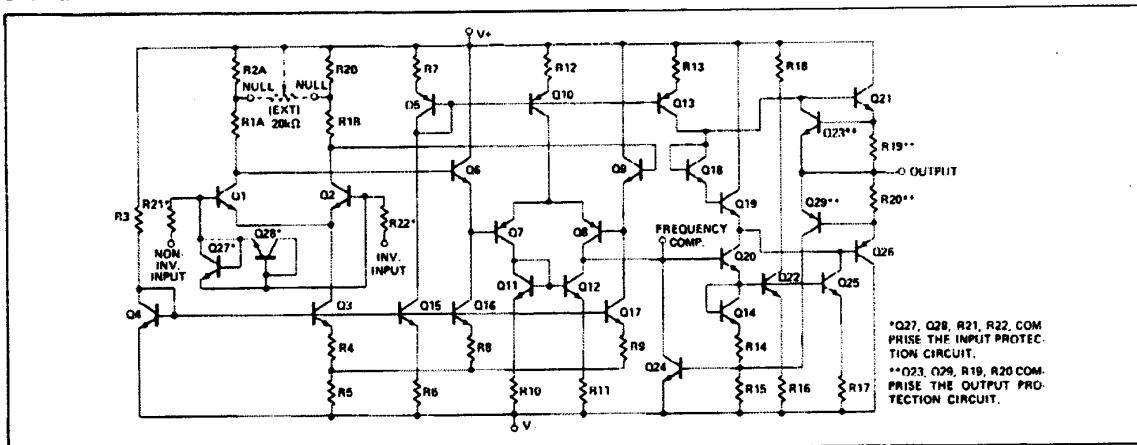 V+
R2A
R20
R7
R12
R13
R18
NULL
NULL
(EXT)
20kΩ
R1A
R1B
Q5
Q10
Q13
Q21
Q23**
R19**
OUTPUT
Q6
Q9
Q18
R3
R21*
Q1
Q2
R22*
Q19
R20**
Q29**
Q27*
Q28*
NON-
INV.
INPUT
INV.
INPUT
Q7
Q8
FREQUENCY
COMP.
Q20
Q26
Q11
Q12
Q22
Q25
Q4
Q3
Q15
Q16
Q17
Q14
R4
R8
R9
Q24
R14
R5
R6
R10
R11
R15
R16
R17
V-
*Q27, Q28, R21, R22, COM
PRISE THE INPUT PROTEC-
TION CIRCUIT.
**Q23, Q29, R19, R20 COM-
PRISE THE OUTPUT PRO-
TECTION CIRCUIT.